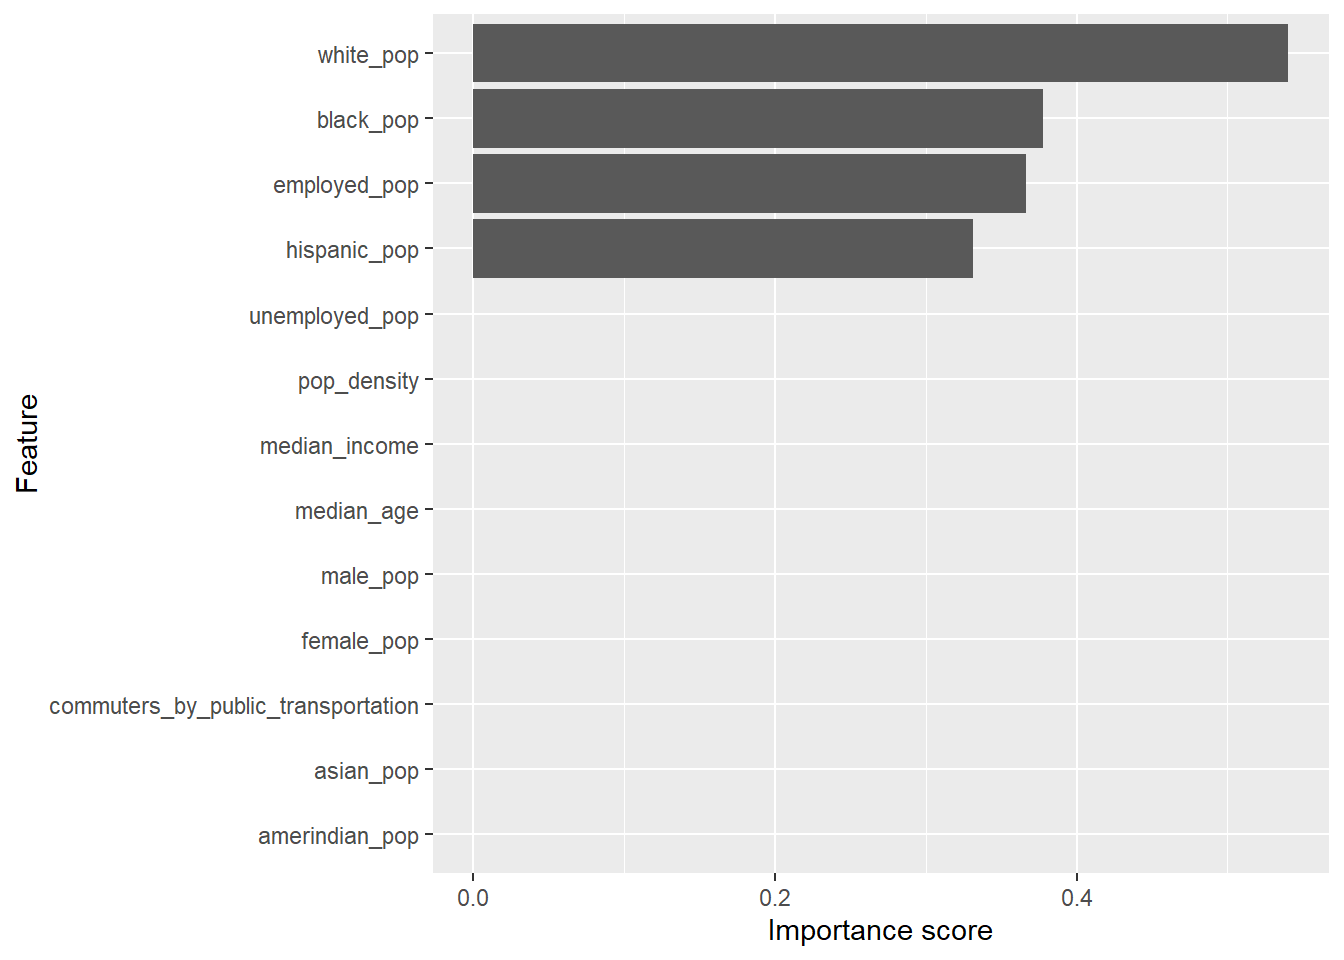 white_pop
black_pop
employed_pop
hispanic_pop
unemployed_pop
pop_density
median_income
median_age
male_pop
female_pop
commuters_by_public_transportation
asian_pop
amerindian_pop
Feature
0.0 0.2 0.4
Importance score